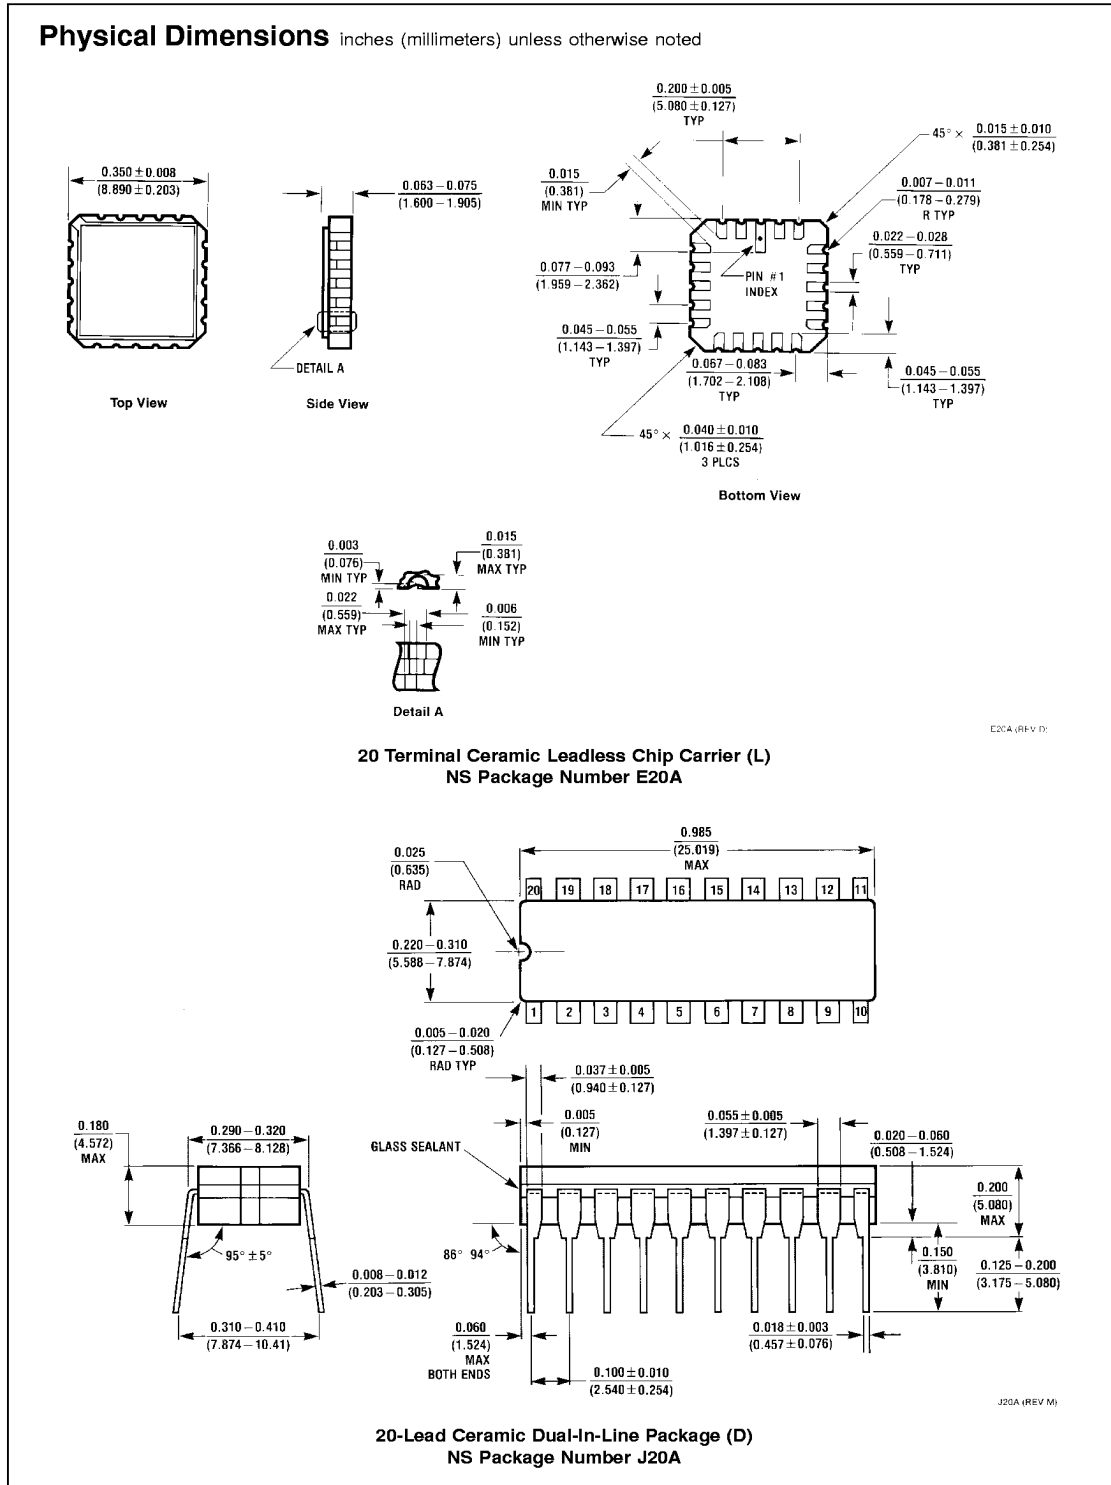 Physical Dimensions inches (millimeters) unless otherwise noted
0.350 ± 0.008
(8.890 ± 0.203)
Top View
0.063 – 0.075
(1.600 – 1.905)
DETAIL A
Side View
0.200 ± 0.005
(5.080 ± 0.127)
TYP
0.015
(0.381)
MIN TYP
45° × 0.015 ± 0.010
(0.381 ± 0.254)
0.007 – 0.011
(0.178 – 0.279)
R TYP
0.022 – 0.028
(0.559 – 0.711)
TYP
0.077 – 0.093
(1.959 – 2.362)
PIN #1
INDEX
0.045 – 0.055
(1.143 – 1.397)
TYP
0.067 – 0.083
(1.702 – 2.108)
TYP
0.045 – 0.055
(1.143 – 1.397)
TYP
45° × 0.040 ± 0.010
(1.016 ± 0.254)
3 PLCS
Bottom View
0.003
(0.076)
MIN TYP
0.015
(0.381)
MAX TYP
0.022
(0.559)
MAX TYP
0.006
(0.152)
MIN TYP
Detail A
E20A (REV D)
20 Terminal Ceramic Leadless Chip Carrier (L)
NS Package Number E20A
0.985
(25.019)
MAX
0.025
(0.635)
RAD
20 19 18 17 16 15 14 13 12 11
0.220 – 0.310
(5.588 – 7.874)
1 2 3 4 5 6 7 8 9 10
0.005 – 0.020
(0.127 – 0.508)
RAD TYP
0.037 ± 0.005
(0.940 ± 0.127)
0.005
(0.127)
MIN
0.055 ± 0.005
(1.397 ± 0.127)
0.020 – 0.060
(0.508 – 1.524)
0.180
(4.572)
MAX
0.290 – 0.320
(7.366 – 8.128)
GLASS SEALANT
0.200
(5.080)
MAX
95° ± 5°
86° 94°
0.150
(3.810)
MIN
0.125 – 0.200
(3.175 – 5.080)
0.008 – 0.012
(0.203 – 0.305)
0.310 – 0.410
(7.874 – 10.41)
0.060
(1.524)
MAX
BOTH ENDS
0.018 ± 0.003
(0.457 ± 0.076)
0.100 ± 0.010
(2.540 ± 0.254)
J20A (REV M)
20-Lead Ceramic Dual-In-Line Package (D)
NS Package Number J20A